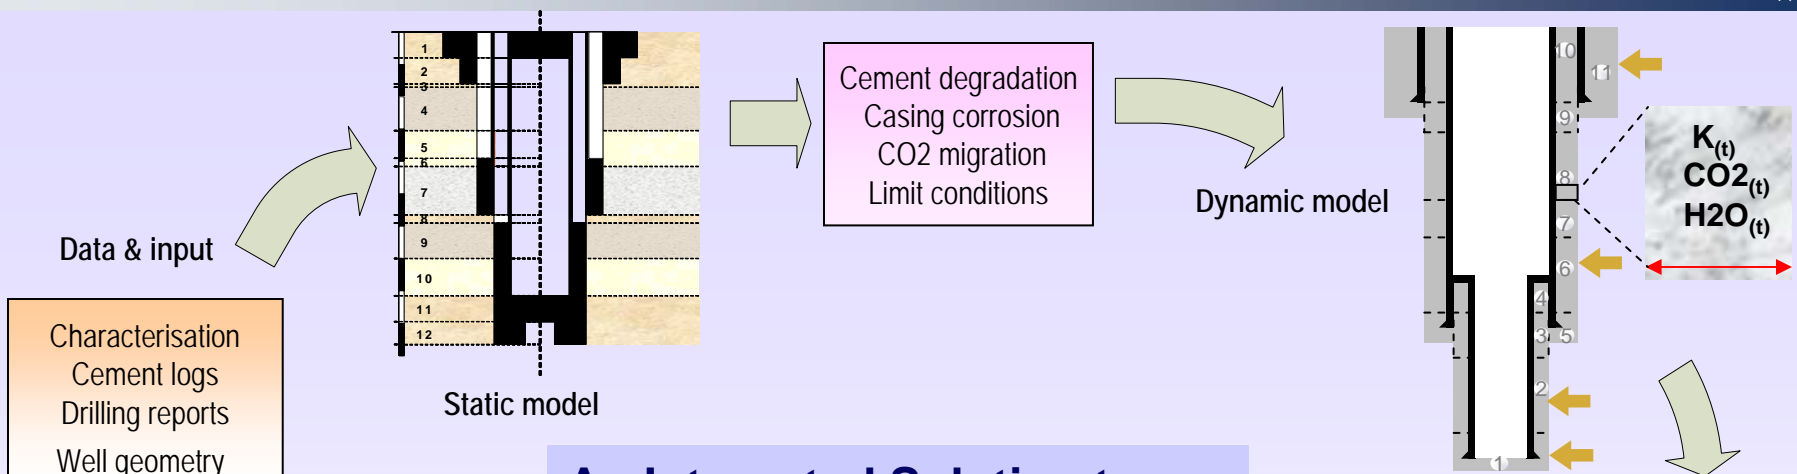 1
2
3
4
5
6
7
8
9
10
11
12
Static model
Data & input
Characterisation
Cement logs
Drilling reports
Well geometry
Cement degradation
Casing corrosion
CO2 migration
Limit conditions
Dynamic model
10
11
9
8
7
6
4
3 5
2
1
K(t)
CO2(t)
H2O(t)